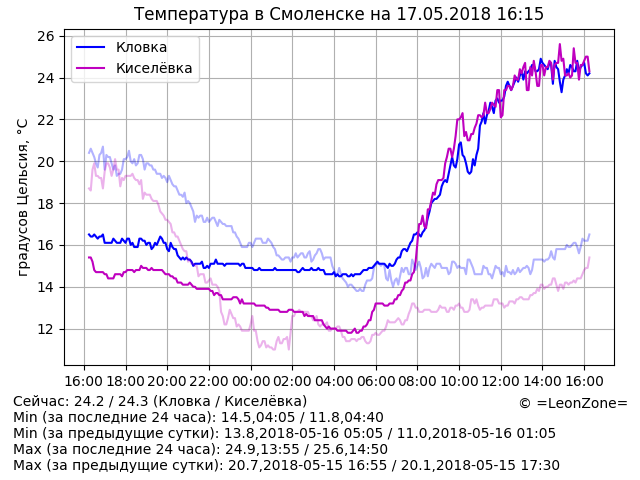 Температура в Смоленске на 17.05.2018 16:15
Кловка
Киселёвка
градусов Цельсия, °C
26
24
22
20
18
16
14
12
16:00 18:00 20:00 22:00 00:00 02:00 04:00 06:00 08:00 10:00 12:00 14:00 16:00
Сейчас: 24.2 / 24.3 (Кловка / Киселёвка)
© =LeonZone=
Min (за последние 24 часа): 14.5,04:05 / 11.8,04:40
Min (за предыдущие сутки): 13.8,2018-05-16 05:05 / 11.0,2018-05-16 01:05
Max (за последние 24 часа): 24.9,13:55 / 25.6,14:50
Max (за предыдущие сутки): 20.7,2018-05-15 16:55 / 20.1,2018-05-15 17:30